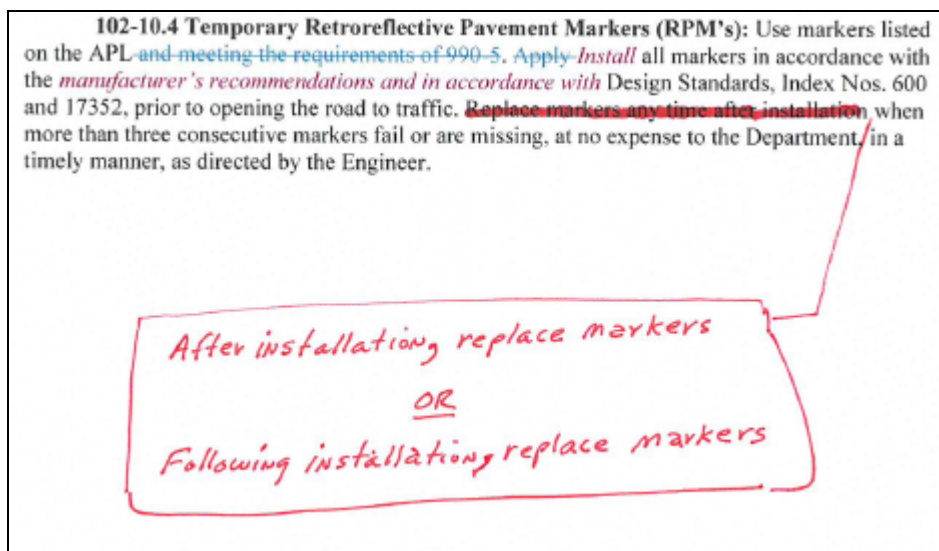 102-10.4 Temporary Retroreflective Pavement Markers (RPM's): Use markers listed
on the APL and meeting the requirements of 990-5. Apply Install all markers in accordance with
the manufacturer's recommendations and in accordance with Design Standards, Index Nos. 600
and 17352, prior to opening the road to traffic. Replace markers any time after installation when
more than three consecutive markers fail or are missing, at no expense to the Department, in a
timely manner, as directed by the Engineer.
After installation, replace markers
OR
Following installation, replace markers